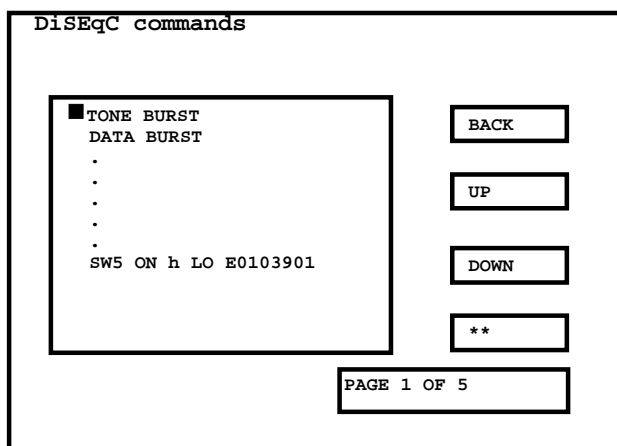 DiSEqC commands
TONE BURST
DATA BURST
.
.
.
.
.
SW5 ON h LO E0103901
BACK
UP
DOWN
**
PAGE 1 OF 5